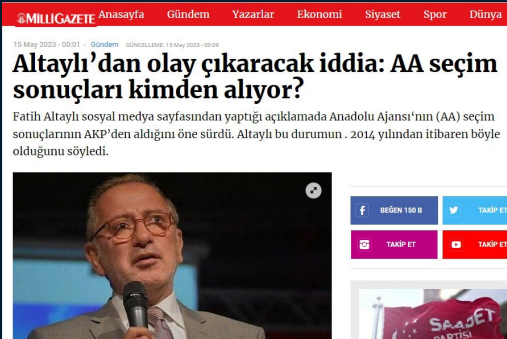 MİLLİGAZETE Anasayfa Gündem Yazarlar Ekonomi Siyaset Spor Dünya
15 May 2023 - 00:01 - Gündem GÜNCELLEME: 15 May 2023 - 00:09
Altaylı’dan olay çıkaracak iddia: AA seçim
sonuçları kimden alıyor?
Fatih Altaylı sosyal medya sayfasından yaptığı açıklamada Anadolu Ajansı‘nın (AA) seçim
sonuçlarının AKP’den aldığını öne sürdü. Altaylı bu durumun . 2014 yılından itibaren böyle
olduğunu söyledi.
BEĞEN 150 B TAKİP ET
TAKİP ET TAKİP ET
SAADET
PARTİSİ